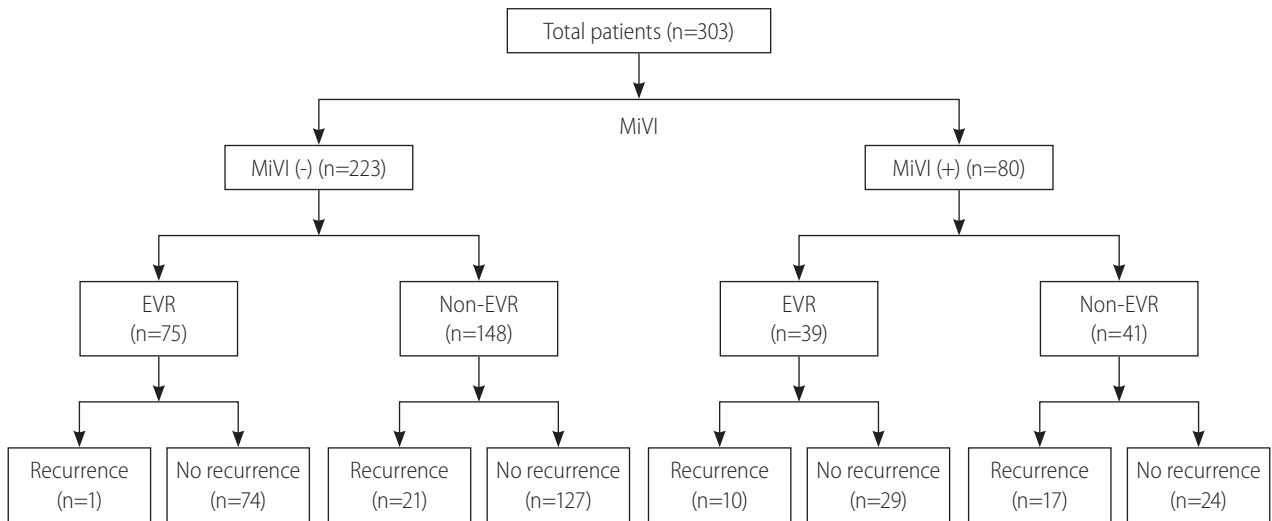 Total patients (n=303)
MiVI
MiVI (-) (n=223)
MiVI (+) (n=80)
EVR
(n=75)
Non-EVR
(n=148)
EVR
(n=39)
Non-EVR
(n=41)
Recurrence
(n=1)
No recurrence
(n=74)
Recurrence
(n=21)
No recurrence
(n=127)
Recurrence
(n=10)
No recurrence
(n=29)
Recurrence
(n=17)
No recurrence
(n=24)